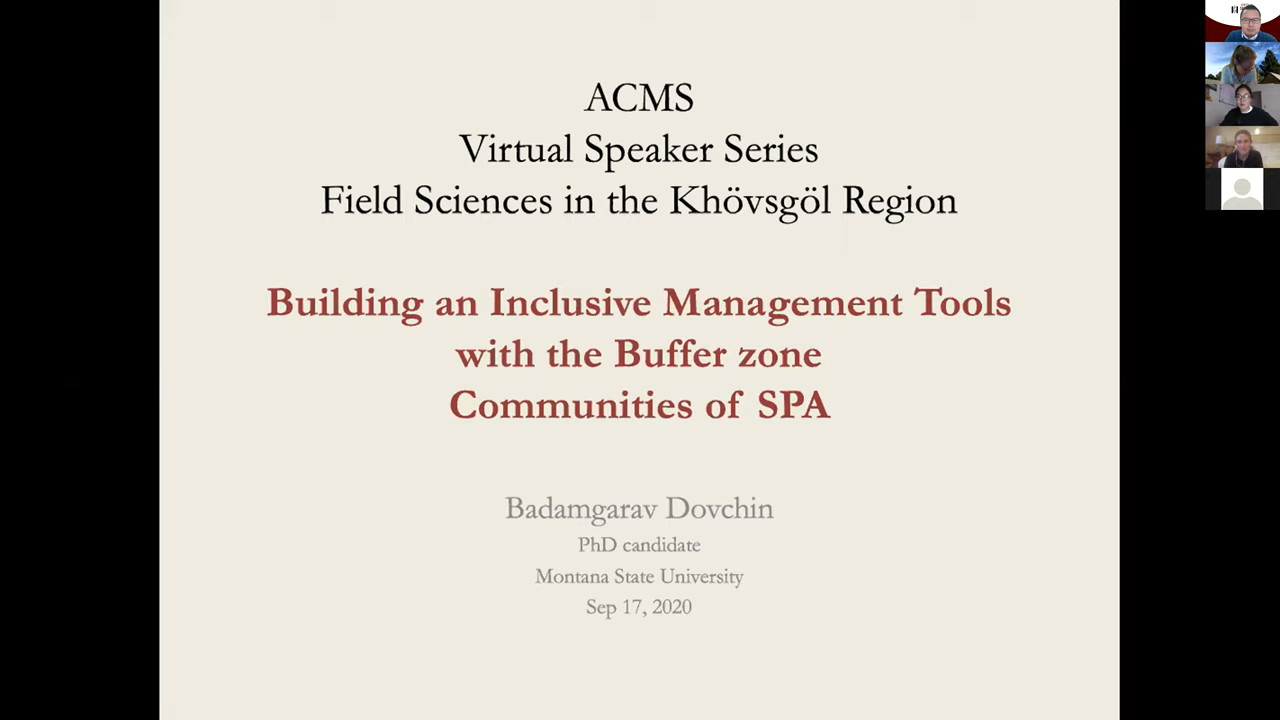 ACMS
Virtual Speaker Series
Field Sciences in the Khövsgöl Region
Building an Inclusive Management Tools
with the Buffer zone
Communities of SPA
Badamgarav Dovchin
PhD candidate
Montana State University
Sep 17, 2020